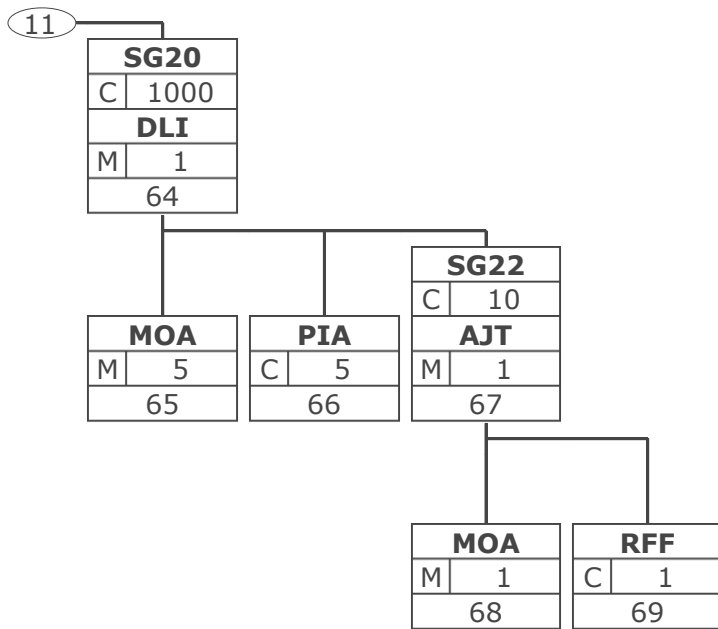 11
SG20
C 1000
DLI
M 1
64
SG22
C 10
MOA PIA AJT
M 5 C 5 M 1
65 66 67
MOA RFF
M 1 C 1
68 69